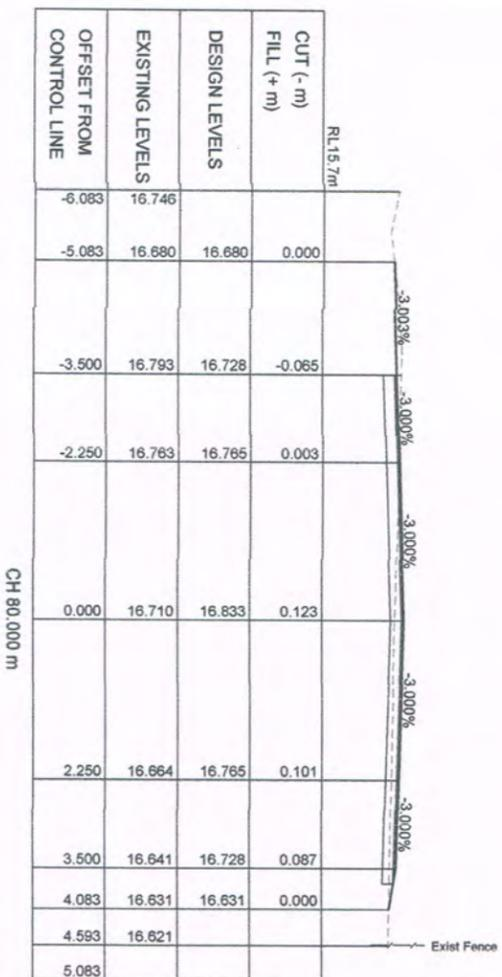 RL15.7m
-3.003%
-3.000%
-3.000%
-3.000%
-3.000%
Exist Fence
CUT (- m)
FILL (+ m)
0.000 -0.065 0.003 0.123 0.101 0.087 0.000
DESIGN LEVELS
16.680 16.728 16.765 16.833 16.765 16.728 16.631
EXISTING LEVELS
16.746 16.680 16.793 16.763 16.710 16.664 16.641 16.631 16.621
OFFSET FROM
CONTROL LINE
-6.083 -5.083 -3.500 -2.250 0.000 2.250 3.500 4.083 4.593 5.083
CH 80.000 m